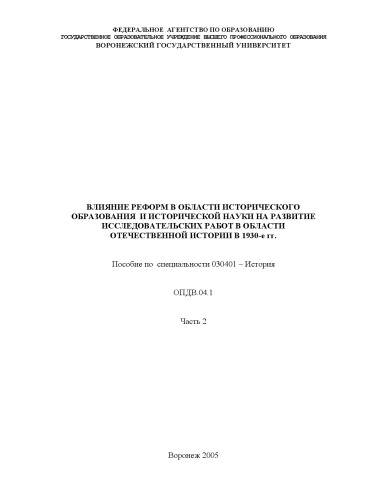 ФЕДЕРАЛЬНОЕ АГЕНТСТВО ПО ОБРАЗОВАНИЮ
ГОСУДАРСТВЕННОЕ ОБРАЗОВАТЕЛЬНОЕ УЧРЕЖДЕНИЕ ВЫСШЕГО ПРОФЕССИОНАЛЬНОГО ОБРАЗОВАНИЯ
ВОРОНЕЖСКИЙ ГОСУДАРСТВЕННЫЙ УНИВЕРСИТЕТ
ВЛИЯНИЕ РЕФОРМ В ОБЛАСТИ ИСТОРИЧЕСКОГО
ОБРАЗОВАНИЯ И ИСТОРИЧЕСКОЙ НАУКИ НА РАЗВИТИЕ
ИССЛЕДОВАТЕЛЬСКИХ РАБОТ В ОБЛАСТИ
ОТЕЧЕСТВЕННОЙ ИСТОРИИ В 1930-е гг.
Пособие по специальности 030401 – История
ОПДВ.04.1
Часть 2
Воронеж 2005